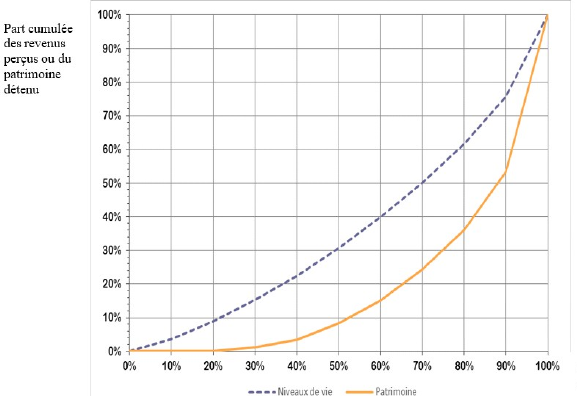 Part cumulée
des revenus
perçus ou du
patrimoine
détenu
100%
90%
80%
70%
60%
50%
40%
30%
20%
10%
0%
0% 10% 20% 30% 40% 50% 60% 70% 80% 90% 100%
Niveaux de vie Patrimoine